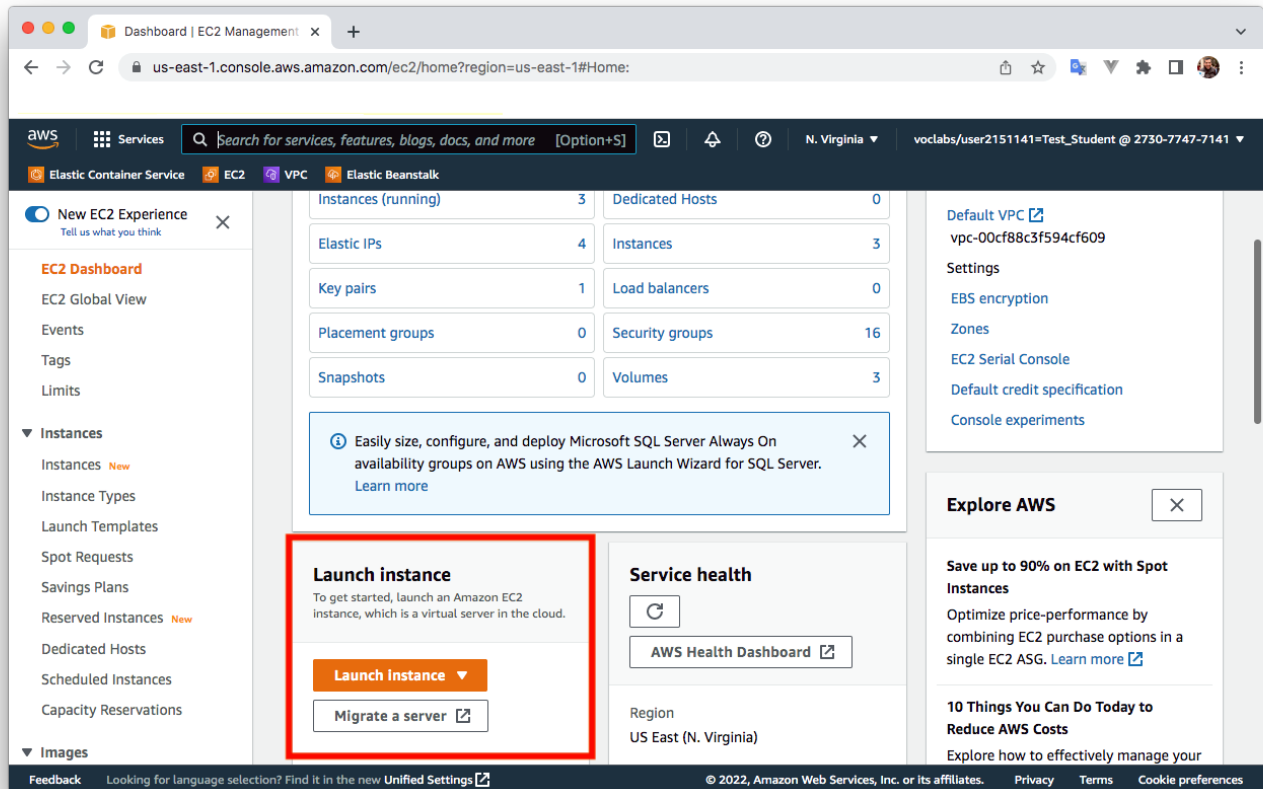 Dashboard | EC2 Management
us-east-1.console.aws.amazon.com/ec2/home?region=us-east-1#Home:
aws
Services
Search for services, features, blogs, docs, and more [Option+S]
N. Virginia
voclabs/user2151141=Test_Student @ 2730-7747-7141
Elastic Container Service
EC2
VPC
Elastic Beanstalk
New EC2 Experience
Tell us what you think
EC2 Dashboard
EC2 Global View
Events
Tags
Limits
Instances
Instances New
Instance Types
Launch Templates
Spot Requests
Savings Plans
Reserved Instances New
Dedicated Hosts
Scheduled Instances
Capacity Reservations
Images
Instances (running) 3
Dedicated Hosts 0
Elastic IPs 4
Instances 3
Key pairs 1
Load balancers 0
Placement groups 0
Security groups 16
Snapshots 0
Volumes 3
Easily size, configure, and deploy Microsoft SQL Server Always On
availability groups on AWS using the AWS Launch Wizard for SQL Server.
Learn more
Launch instance
To get started, launch an Amazon EC2
instance, which is a virtual server in the cloud.
Launch instance
Migrate a server
Service health
AWS Health Dashboard
Region
US East (N. Virginia)
Default VPC
vpc-00cf88c3f594cf609
Settings
EBS encryption
Zones
EC2 Serial Console
Default credit specification
Console experiments
Explore AWS
Save up to 90% on EC2 with Spot
Instances
Optimize price-performance by
combining EC2 purchase options in a
single EC2 ASG. Learn more
10 Things You Can Do Today to
Reduce AWS Costs
Explore how to effectively manage your
Feedback
Looking for language selection? Find it in the new Unified Settings
© 2022, Amazon Web Services, Inc. or its affiliates.
Privacy
Terms
Cookie preferences